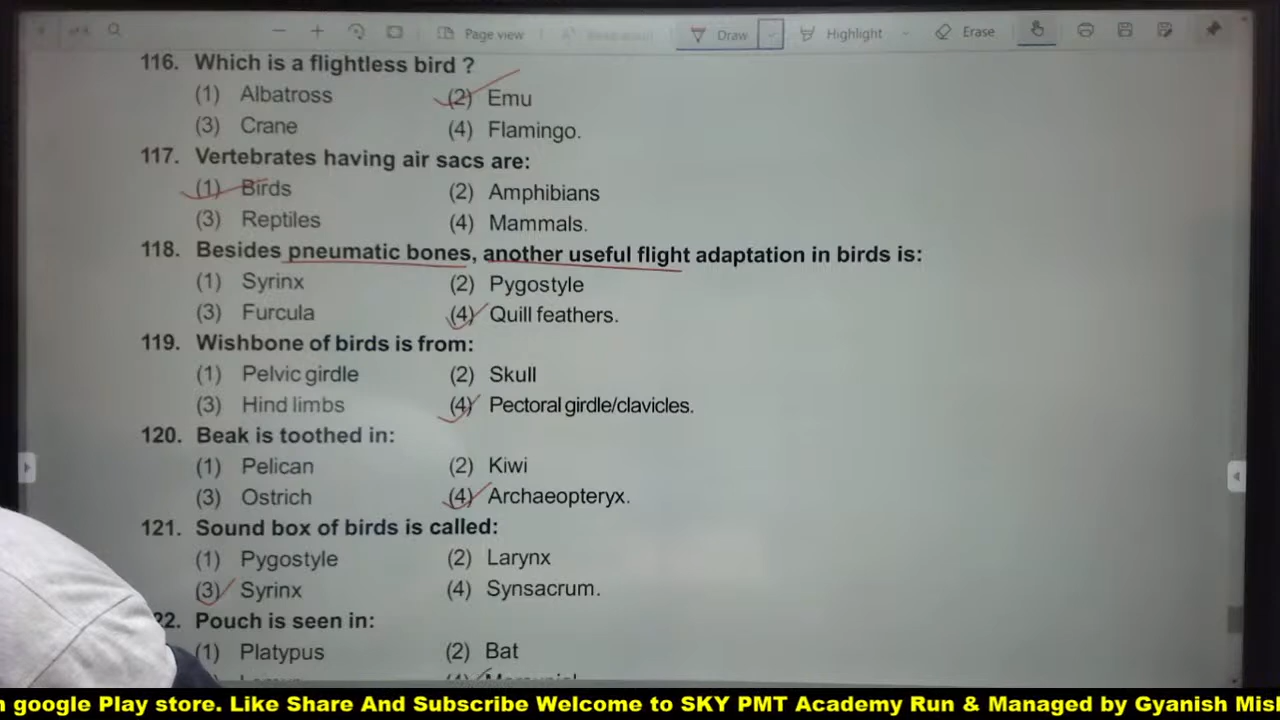 Page view
Draw
Highlight
Erase
116. Which is a flightless bird ?
(1) Albatross (2) Emu
(3) Crane (4) Flamingo.
117. Vertebrates having air sacs are:
(1) Birds (2) Amphibians
(3) Reptiles (4) Mammals.
118. Besides pneumatic bones, another useful flight adaptation in birds is:
(1) Syrinx (2) Pygostyle
(3) Furcula (4) Quill feathers.
119. Wishbone of birds is from:
(1) Pelvic girdle (2) Skull
(3) Hind limbs (4) Pectoral girdle/clavicles.
120. Beak is toothed in:
(1) Pelican (2) Kiwi
(3) Ostrich (4) Archaeopteryx.
121. Sound box of birds is called:
(1) Pygostyle (2) Larynx
(3) Syrinx (4) Synsacrum.
22. Pouch is seen in:
(1) Platypus (2) Bat
n google Play store. Like Share And Subscribe Welcome to SKY PMT Academy Run & Managed by Gyanish Mis